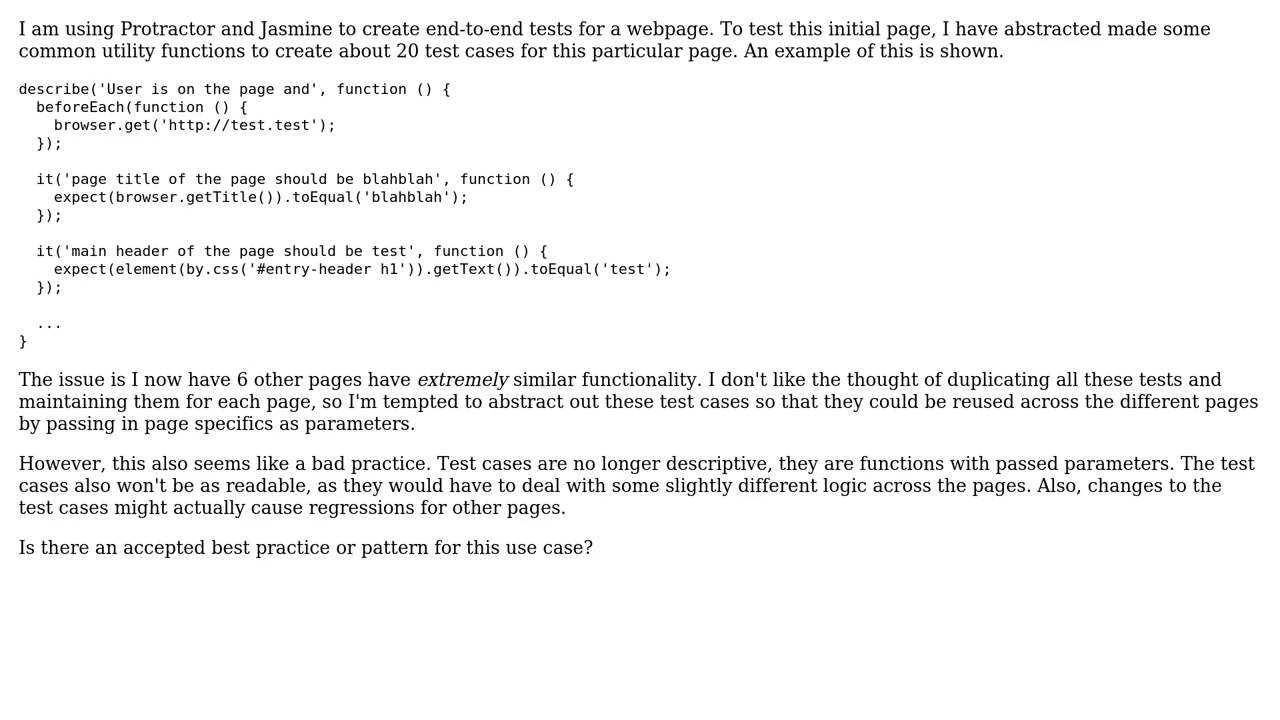 I am using Protractor and Jasmine to create end-to-end tests for a webpage. To test this initial page, I have abstracted made some
common utility functions to create about 20 test cases for this particular page. An example of this is shown.
describe('User is on the page and', function () {
  beforeEach(function () {
    browser.get('http://test.test');
  });

  it('page title of the page should be blahblah', function () {
    expect(browser.getTitle()).toEqual('blahblah');
  });

  it('main header of the page should be test', function () {
    expect(element(by.css('#entry-header h1')).getText()).toEqual('test');
  });

  ...
}
The issue is I now have 6 other pages have extremely similar functionality. I don't like the thought of duplicating all these tests and
maintaining them for each page, so I'm tempted to abstract out these test cases so that they could be reused across the different pages
by passing in page specifics as parameters.
However, this also seems like a bad practice. Test cases are no longer descriptive, they are functions with passed parameters. The test
cases also won't be as readable, as they would have to deal with some slightly different logic across the pages. Also, changes to the
test cases might actually cause regressions for other pages.
Is there an accepted best practice or pattern for this use case?